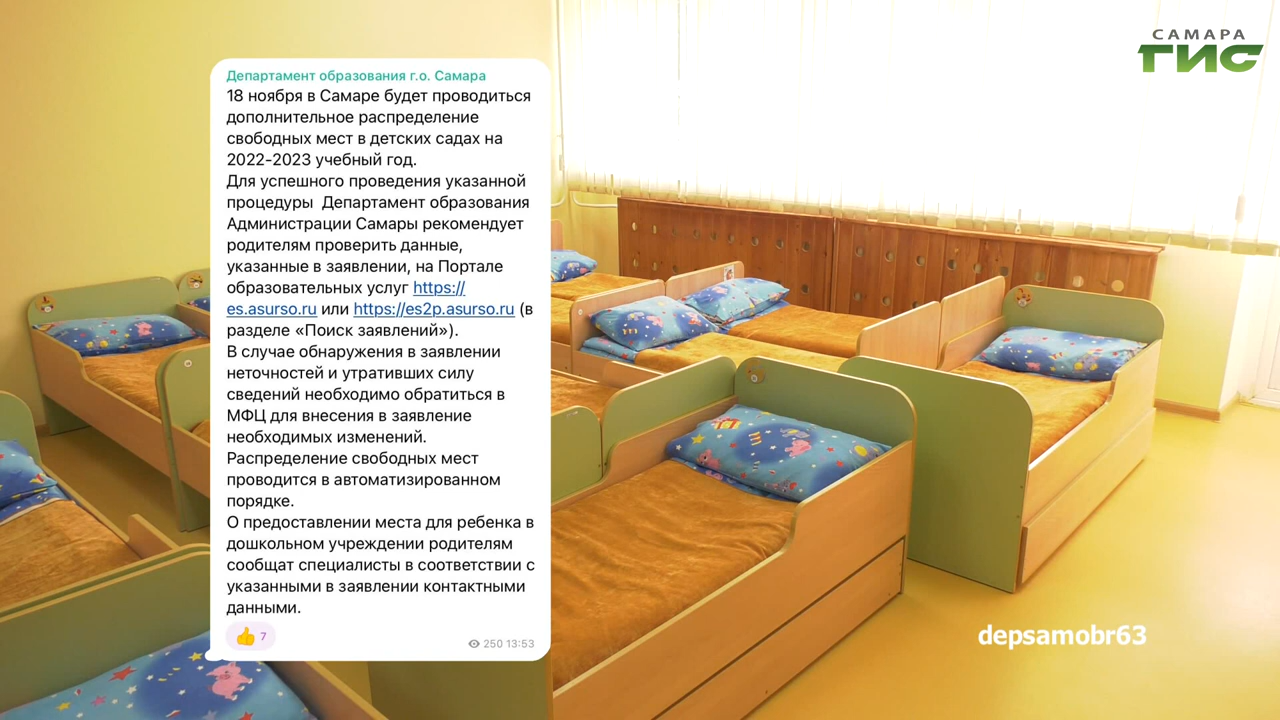 САМАРА
ГИС
Департамент образования г.о. Самара
18 ноября в Самаре будет проводиться
дополнительное распределение
свободных мест в детских садах на
2022-2023 учебный год.
Для успешного проведения указанной
процедуры  Департамент образования
Администрации Самары рекомендует
родителям проверить данные,
указанные в заявлении, на Портале
образовательных услуг https://
es.asurso.ru или https://es2p.asurso.ru (в
разделе «Поиск заявлений»).
В случае обнаружения в заявлении
неточностей и утративших силу
сведений необходимо обратиться в
МФЦ для внесения в заявление
необходимых изменений.
Распределение свободных мест
проводится в автоматизированном
порядке.
О предоставлении места для ребенка в
дошкольном учреждении родителям
сообщат специалисты в соответствии с
указанными в заявлении контактными
данными.
👍 7
250 13:53
depsamobr63